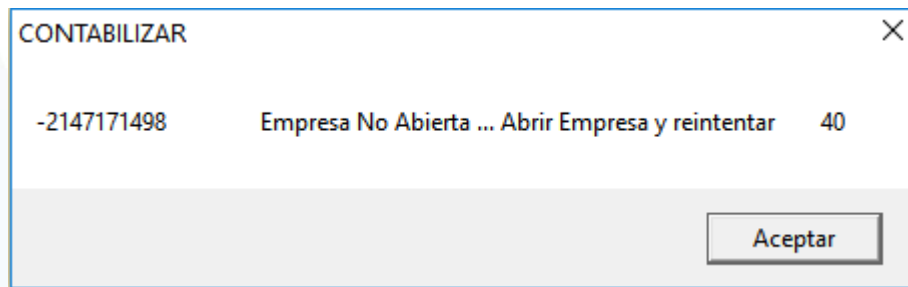 CONTABILIZAR
-2147171498 Empresa No Abierta ... Abrir Empresa y reintentar 40
Aceptar